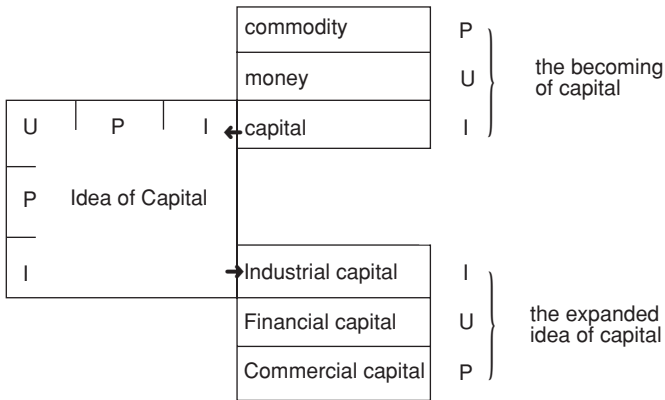 commodity P
money U
the becoming
of capital
U P I capital I
P Idea of Capital
I Industrial capital I
Financial capital U
the expanded
idea of capital
Commercial capital P